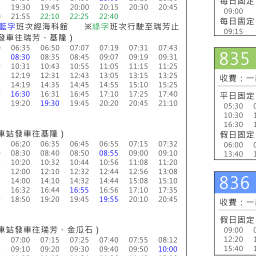 19:30 19:45 20:00 20:15 20:30 20:45
21:55 22:10 22:25 22:40
藍字班次經海科館 ※綠字班次行駛至瑞芳止
發車往瑞芳、基隆)
06:35 06:50 07:07 07:19 07:31 07:43
08:30 08:35 08:45 09:07 09:19 09:31
10:31 10:43 10:55 11:05 11:15 11:25
12:19 12:31 12:43 13:05 13:15 13:25
14:19 14:35 14:45 14:55 15:10 15:25
16:30 16:31 16:45 17:10 17:25 17:40
19:20 19:30 19:45 20:20 20:45 21:10
車站發車往基隆)
06:20 06:35 06:45 06:55 07:15 07:32
08:30 08:40 08:50 08:55 09:00 09:10
10:20 10:32 10:44 10:56 11:08 11:20
12:00 12:10 12:32 12:44 12:56 13:08
14:00 14:10 14:32 14:44 15:08 15:10
16:32 16:44 16:55 16:56 17:10 17:35
18:50 19:20 19:45 19:55 20:10 20:45
車站發車往瑞芳、金瓜石)
07:00 07:15 07:25 07:40 07:55 08:12
09:10 09:20 09:30 09:40 09:50 10:00
每日固定
09:00
每日固定
09:15
835
收費:一
平日固定
05:30
10:30
16:30
假日固定
06:00
13:40
836
收費:一
假日固定
09:00
12:20
15:40